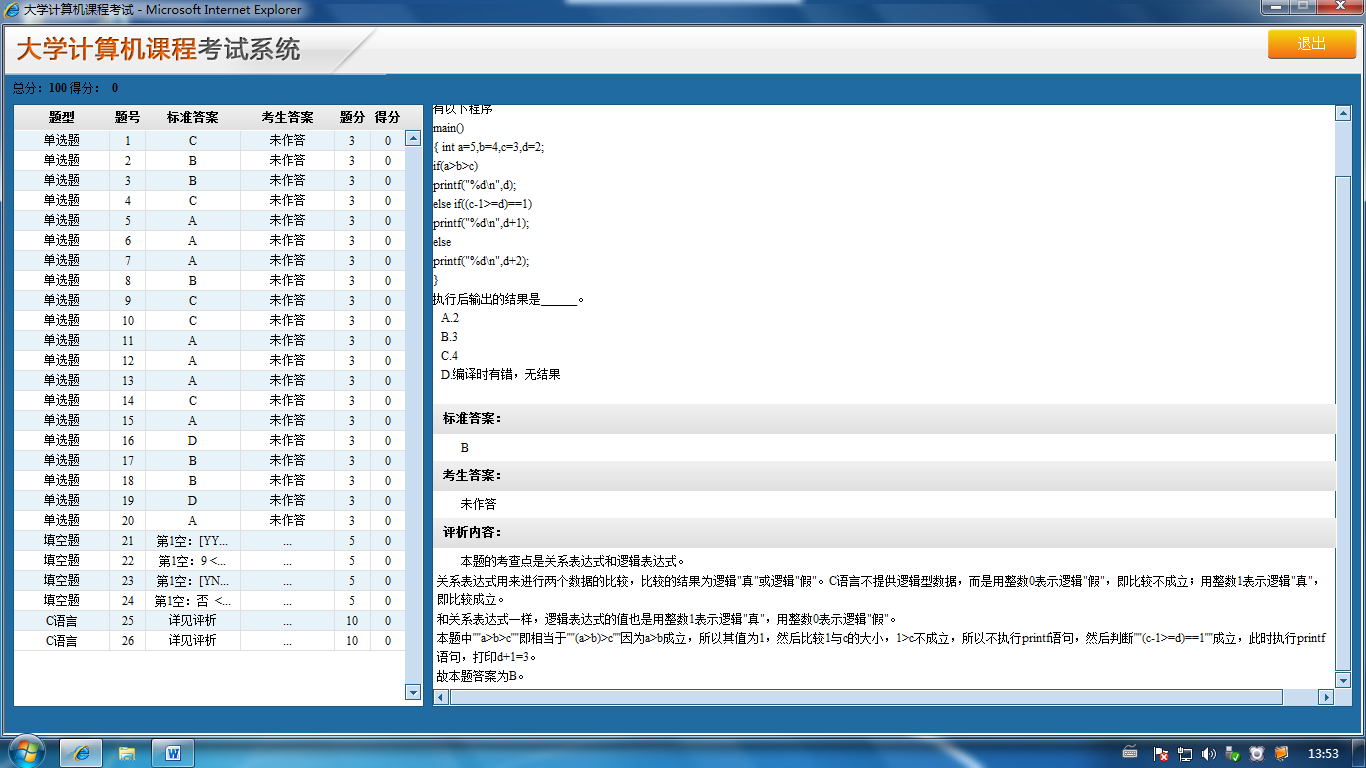 大学计算机课程考试 - Microsoft Internet Explorer
大学计算机课程考试系统
退出
总分：100 得分： 0
题型 题号 标准答案 考生答案 题分 得分
单选题 1 C 未作答 3 0
单选题 2 B 未作答 3 0
单选题 3 B 未作答 3 0
单选题 4 C 未作答 3 0
单选题 5 A 未作答 3 0
单选题 6 A 未作答 3 0
单选题 7 A 未作答 3 0
单选题 8 B 未作答 3 0
单选题 9 C 未作答 3 0
单选题 10 C 未作答 3 0
单选题 11 A 未作答 3 0
单选题 12 A 未作答 3 0
单选题 13 A 未作答 3 0
单选题 14 C 未作答 3 0
单选题 15 A 未作答 3 0
单选题 16 D 未作答 3 0
单选题 17 B 未作答 3 0
单选题 18 B 未作答 3 0
单选题 19 D 未作答 3 0
单选题 20 A 未作答 3 0
填空题 21 第1空：[YY... ... 5 0
填空题 22 第1空：9 <... ... 5 0
填空题 23 第1空：[YN... ... 5 0
填空题 24 第1空：否 <... ... 5 0
C语言 25 详见评析 ... 10 0
C语言 26 详见评析 ... 10 0
有以下程序
main()
{ int a=5,b=4,c=3,d=2;
if(a>b>c)
printf("%d\n",d);
else if((c-1>=d)==1)
printf("%d\n",d+1);
else
printf("%d\n",d+2);
}
执行后输出的结果是______。
A.2
B.3
C.4
D.编译时有错，无结果
标准答案：
B
考生答案：
未作答
评析内容：
本题的考查点是关系表达式和逻辑表达式。
关系表达式用来进行两个数据的比较，比较的结果为逻辑"真"或逻辑"假"。C语言不提供逻辑型数据，而是用整数0表示逻辑"假"，即比较不成立；用整数1表示逻辑"真"，
即比较成立。
和关系表达式一样，逻辑表达式的值也是用整数1表示逻辑"真"，用整数0表示逻辑"假"。
本题中""a>b>c""即相当于""(a>b)>c""因为a>b成立，所以其值为1，然后比较1与c的大小，1>c不成立，所以不执行printf语句，然后判断""(c-1>=d)==1""成立，此时执行printf
语句，打印d+1=3。
故本题答案为B。
13:53